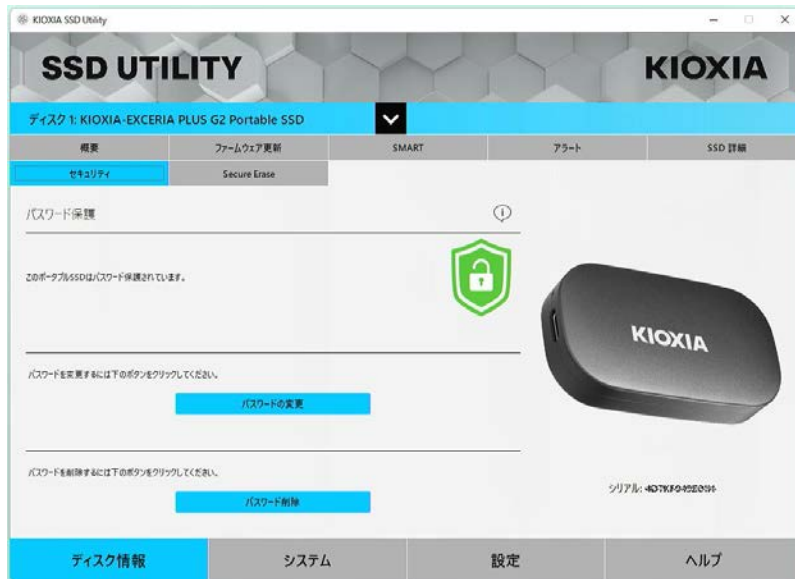 KIOXIA SSD Utility
SSD UTILITY
KIOXIA
ディスク 1: KIOXIA-EXCERIA PLUS G2 Portable SSD
概要 ファームウェア更新 SMART アラート SSD 詳細
セキュリティ Secure Erase
パスワード保護
このポータブルSSDはパスワード保護されています。
KIOXIA
パスワードを変更するには下のボタンをクリックしてください。
パスワードの変更
パスワードを削除するには下のボタンをクリックしてください。
パスワード削除
シリアル:
ディスク情報 システム 設定 ヘルプ